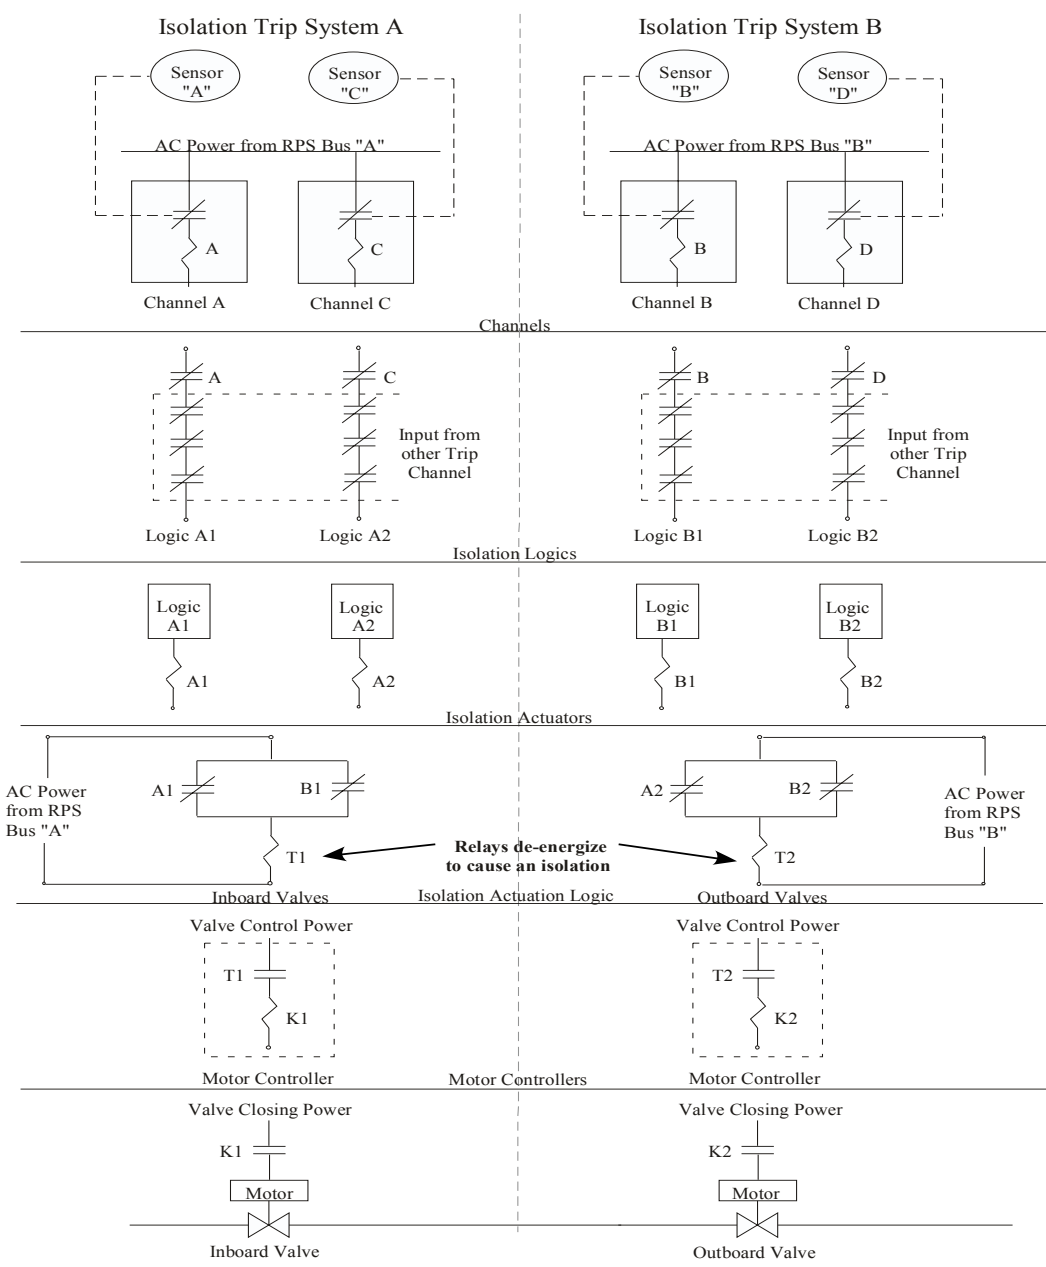 Isolation Trip System A
Isolation Trip System B
Sensor
"A"
Sensor
"C"
Sensor
"B"
Sensor
"D"
AC Power from RPS Bus "A"
AC Power from RPS Bus "B"
A
C
B
D
Channel A
Channel C
Channel B
Channel D
Channels
A
C
B
D
Input from
other Trip
Channel
Input from
other Trip
Channel
Logic A1
Logic A2
Logic B1
Logic B2
Isolation Logics
Logic
A1
Logic
A2
Logic
B1
Logic
B2
A1
A2
B1
B2
Isolation Actuators
AC Power
from RPS
Bus "A"
A1
B1
A2
B2
AC Power
from RPS
Bus "B"
T1
Relays de-energize
to cause an isolation
T2
Inboard Valves
Isolation Actuation Logic
Outboard Valves
Valve Control Power
Valve Control Power
T1
T2
K1
K2
Motor Controller
Motor Controllers
Motor Controller
Valve Closing Power
Valve Closing Power
K1
K2
Motor
Motor
Inboard Valve
Outboard Valve